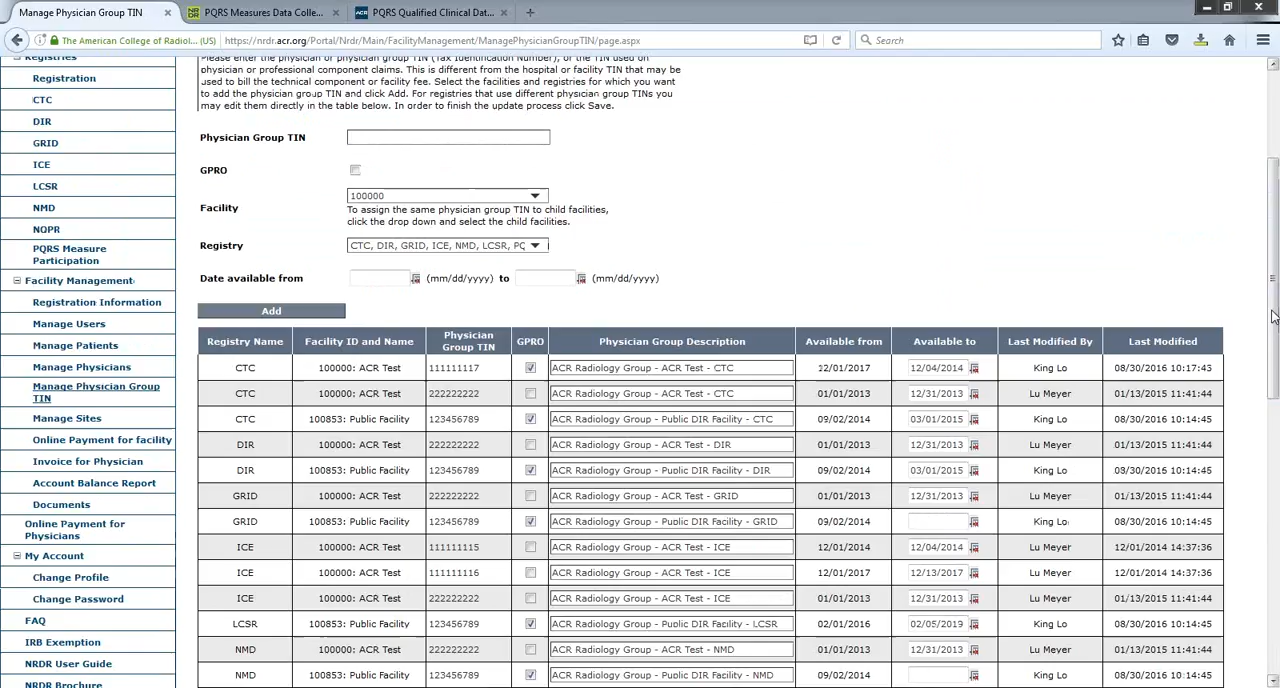 Manage Physician Group TIN × PQRS Measures Data Colle... × ACR PQRS Qualified Clinical Dat... × +
The American College of Radiol... (US) https://nrdr.acr.org/Portal/Nrdr/Main/FacilityManagement/ManagePhysicianGroupTIN/page.aspx Search
Registries
Registration
CTC
DIR
GRID
ICE
LCSR
NMD
NQPR
PQRS Measure
Participation
Facility Management
Registration Information
Manage Users
Manage Patients
Manage Physicians
Manage Physician Group
TIN
Manage Sites
Online Payment for facility
Invoice for Physician
Account Balance Report
Documents
Online Payment for
Physicians
My Account
Change Profile
Change Password
FAQ
IRB Exemption
NRDR User Guide
NRDR Brochure
Please enter the physician or physician group TIN (Tax Identification Number), or the TIN used on
physician or professional component claims. This is different from the hospital or facility TIN that may be
used to bill the technical component or facility fee. Select the facilities and registries for which you want
to add the physician group TIN and click Add. For registries that use different physician group TINs you
may edit them directly in the table below. In order to finish the update process click Save.
Physician Group TIN
GPRO
Facility 100000
To assign the same physician group TIN to child facilities,
click the drop down and select the child facilities.
Registry CTC, DIR, GRID, ICE, NMD, LCSR, PQ
Date available from (mm/dd/yyyy) to (mm/dd/yyyy)
Add
Registry Name Facility ID and Name Physician Group TIN GPRO Physician Group Description Available from Available to Last Modified By Last Modified
CTC 100000: ACR Test 111111117 ACR Radiology Group - ACR Test - CTC 12/01/2017 12/04/2014 King Lo 08/30/2016 10:17:43
CTC 100000: ACR Test 222222222 ACR Radiology Group - ACR Test - CTC 01/01/2013 12/31/2013 Lu Meyer 01/13/2015 11:41:44
CTC 100853: Public Facility 123456789 ACR Radiology Group - Public DIR Facility - CTC 09/02/2014 03/01/2015 King Lo 08/30/2016 10:14:45
DIR 100000: ACR Test 222222222 ACR Radiology Group - ACR Test - DIR 01/01/2013 12/31/2013 Lu Meyer 01/13/2015 11:41:44
DIR 100853: Public Facility 123456789 ACR Radiology Group - Public DIR Facility - DIR 09/02/2014 03/01/2015 King Lo 08/30/2016 10:14:45
GRID 100000: ACR Test 222222222 ACR Radiology Group - ACR Test - GRID 01/01/2013 12/31/2013 Lu Meyer 01/13/2015 11:41:44
GRID 100853: Public Facility 123456789 ACR Radiology Group - Public DIR Facility - GRID 09/02/2014 King Lo 08/30/2016 10:14:45
ICE 100000: ACR Test 111111115 ACR Radiology Group - ACR Test - ICE 12/01/2014 12/04/2014 Lu Meyer 12/01/2014 14:37:36
ICE 100000: ACR Test 111111116 ACR Radiology Group - ACR Test - ICE 12/01/2017 12/13/2017 Lu Meyer 12/01/2014 14:37:36
ICE 100000: ACR Test 222222222 ACR Radiology Group - ACR Test - ICE 01/01/2013 12/31/2013 Lu Meyer 01/13/2015 11:41:44
LCSR 100853: Public Facility 123456789 ACR Radiology Group - Public DIR Facility - LCSR 02/01/2016 02/05/2019 King Lo 08/30/2016 10:14:45
NMD 100000: ACR Test 222222222 ACR Radiology Group - ACR Test - NMD 01/01/2013 12/31/2013 Lu Meyer 01/13/2015 11:41:44
NMD 100853: Public Facility 123456789 ACR Radiology Group - Public DIR Facility - NMD 09/02/2014 King Lo 08/30/2016 10:14:45